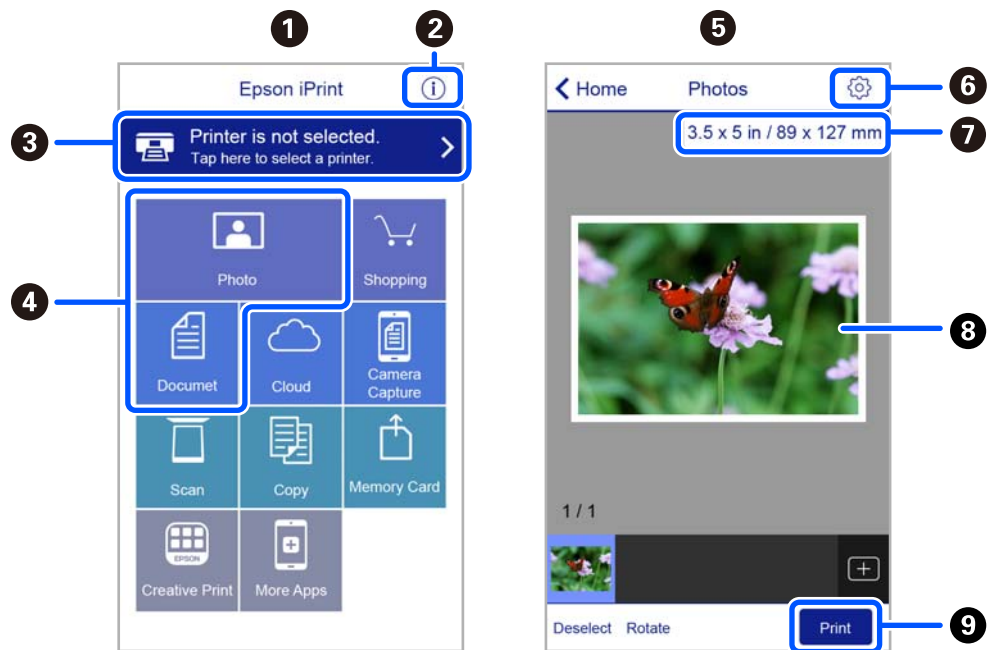 1
2
Epson iPrint
3
Printer is not selected.
Tap here to select a printer.
4
Photo
Shopping
Documet
Cloud
Camera
Capture
Scan
Copy
Memory Card
EPSON
Creative Print
More Apps
5
Home
Photos
6
3.5 x 5 in / 89 x 127 mm
7
8
1 / 1
Deselect
Rotate
Print
9